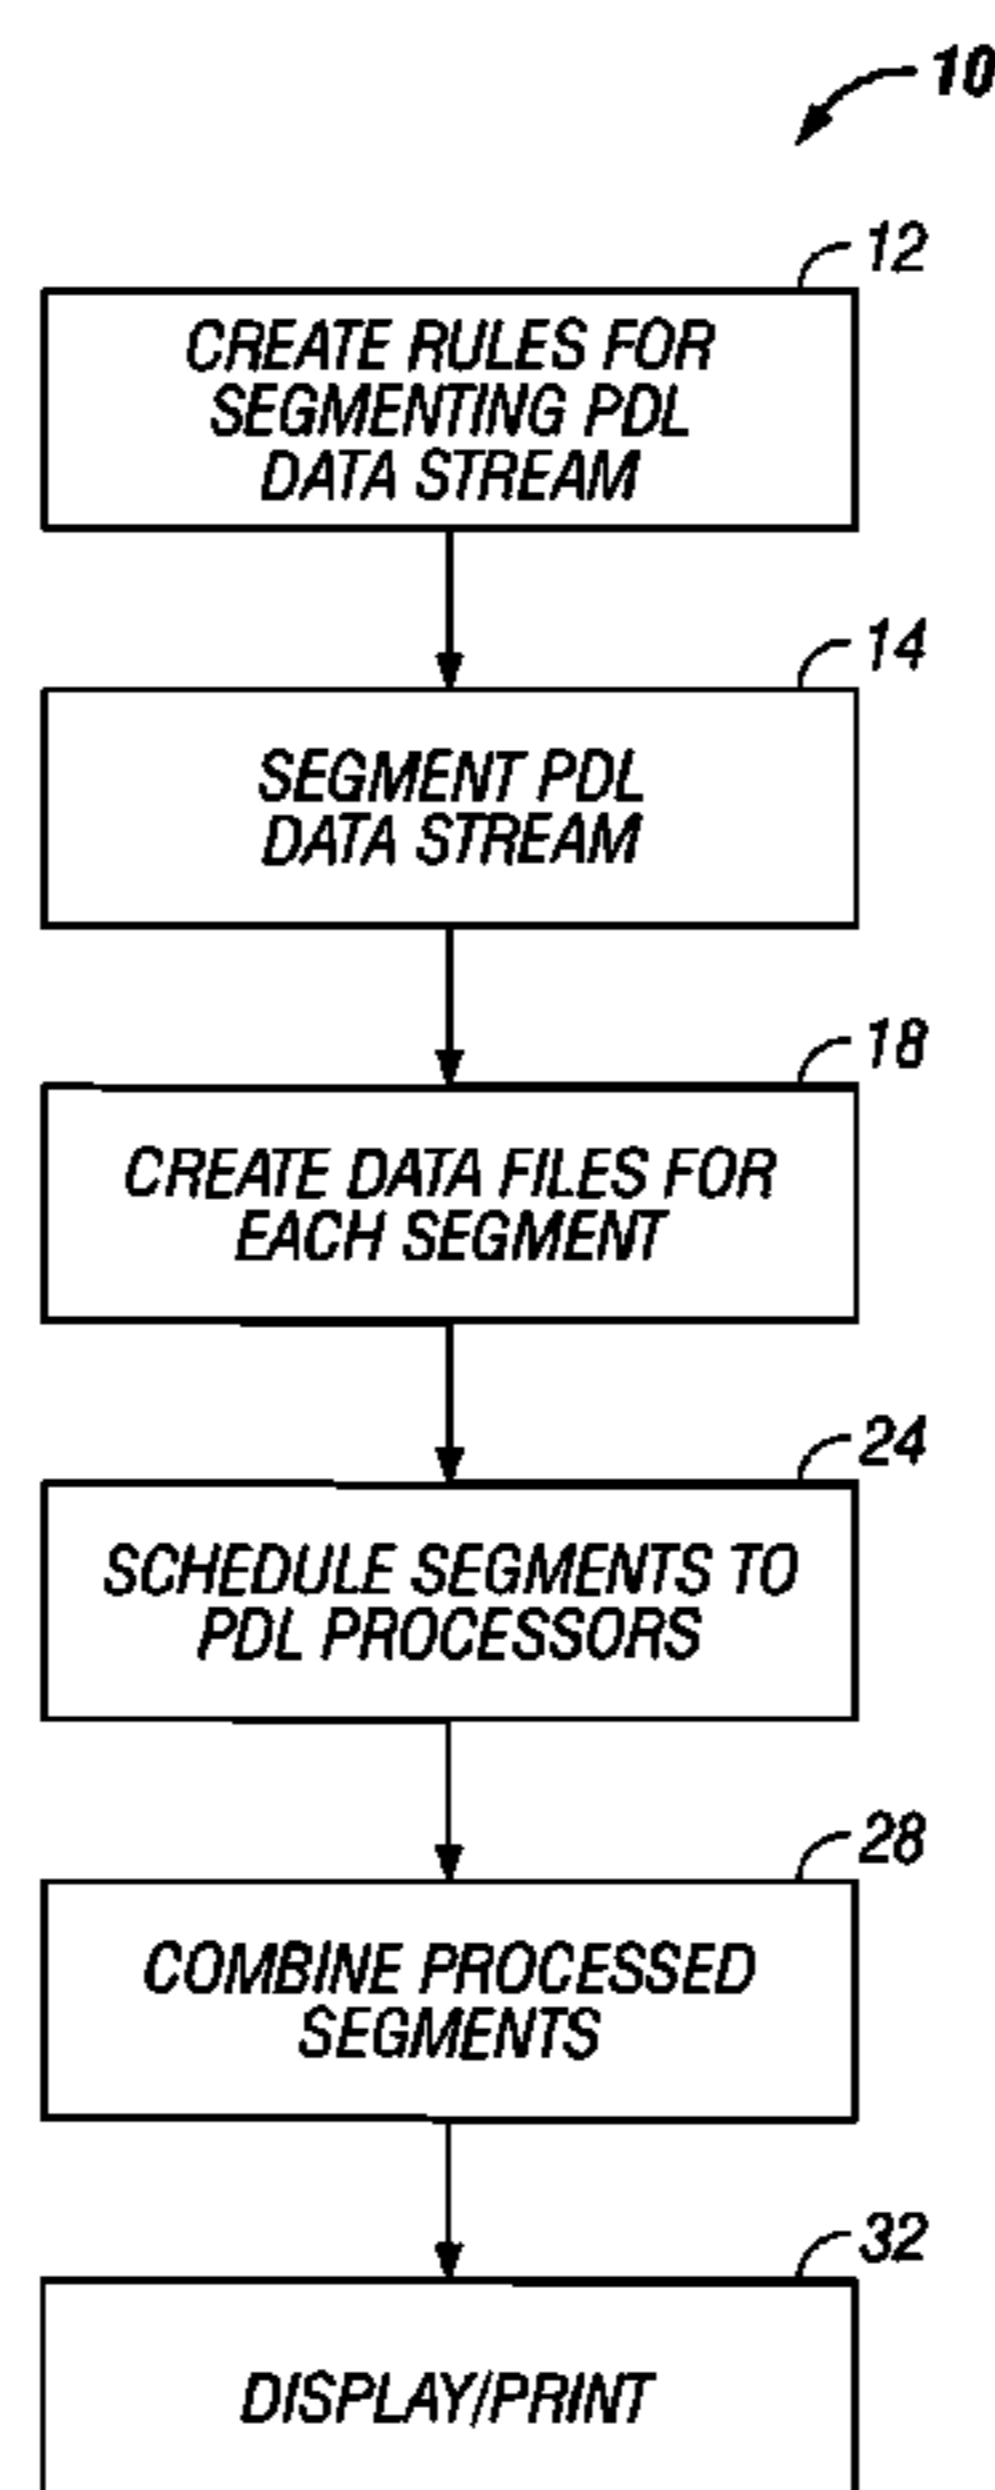 10
12
CREATE RULES FOR
SEGMENTING PDL
DATA STREAM
14
SEGMENT PDL
DATA STREAM
18
CREATE DATA FILES FOR
EACH SEGMENT
24
SCHEDULE SEGMENTS TO
PDL PROCESSORS
28
COMBINE PROCESSED
SEGMENTS
32
DISPLAY/PRINT